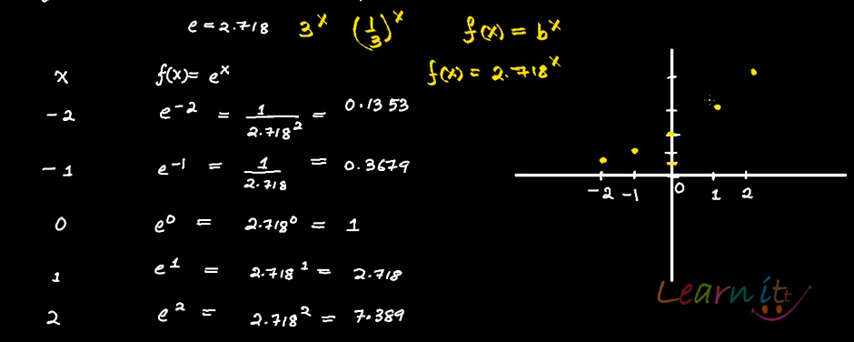 e = 2.718 3^x (1/3)^x f(x) = b^x
x f(x) = e^x f(x) = 2.718^x
-2 e^-2 = 1/2.718^2 = 0.1353
-1 e^-1 = 1/2.718 = 0.3679
-2 -1 0 1 2
0 e^0 = 2.718^0 = 1
1 e^1 = 2.718^1 = 2.718
Learnitt
2 e^2 = 2.718^2 = 7.389